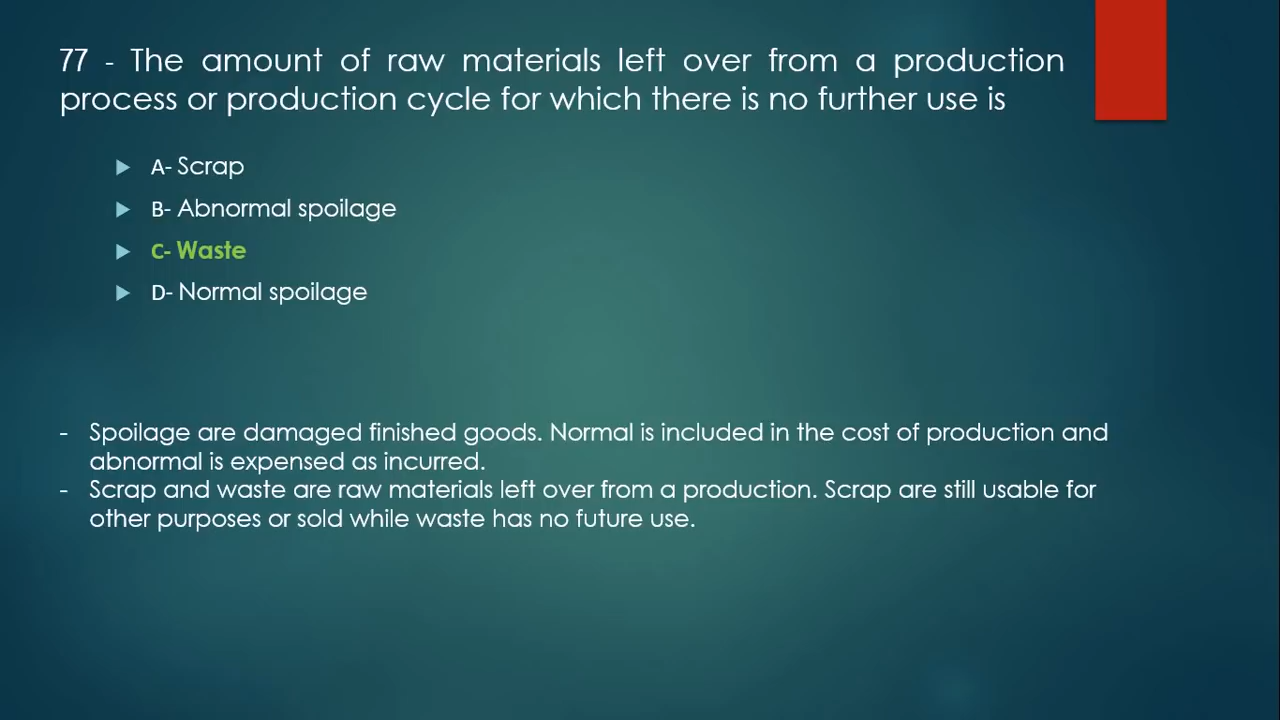 77 - The amount of raw materials left over from a production
process or production cycle for which there is no further use is
A- Scrap
B- Abnormal spoilage
C- Waste
D- Normal spoilage
- Spoilage are damaged finished goods. Normal is included in the cost of production and
abnormal is expensed as incurred.
- Scrap and waste are raw materials left over from a production. Scrap are still usable for
other purposes or sold while waste has no future use.